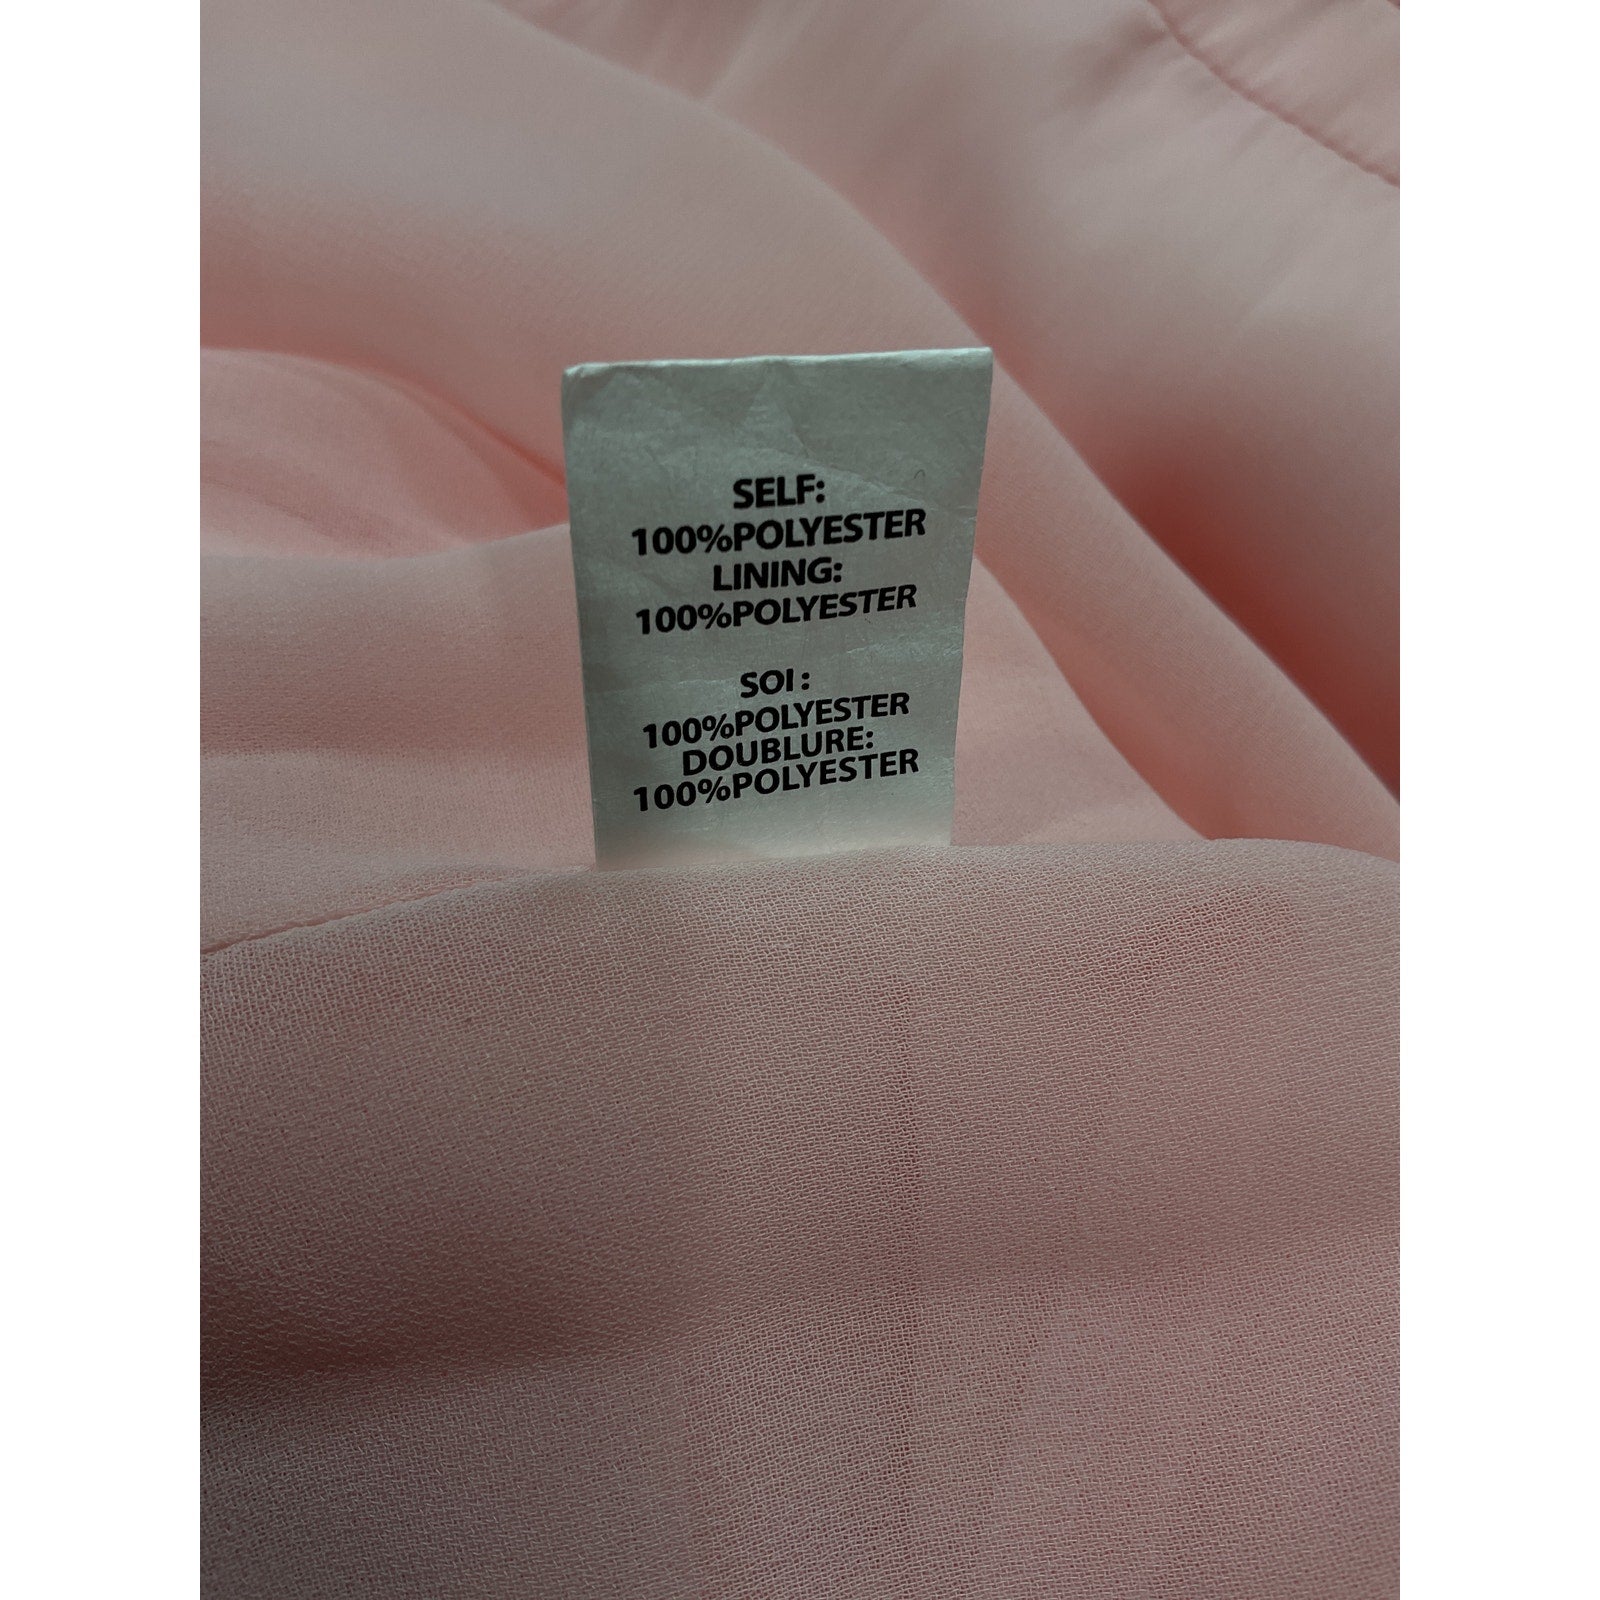 SELF:
100%POLYESTER
LINING:
100%POLYESTER
SOI :
100%POLYESTER
DOUBLURE:
100%POLYESTER